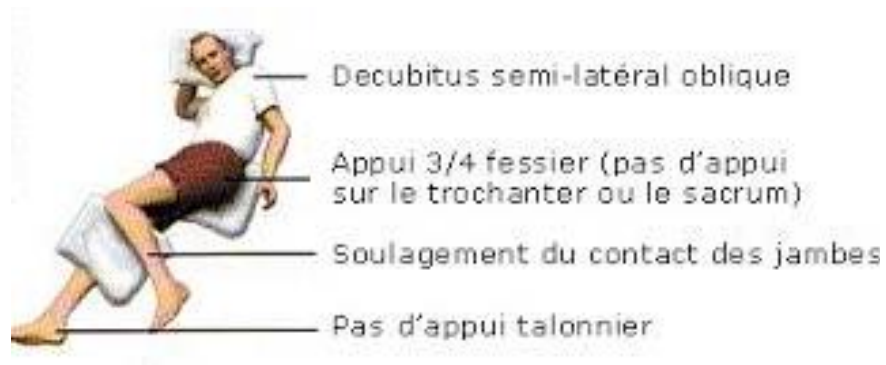 Decubitus semi-latéral oblique
Appui 3/4 fessier (pas d'appui
sur le trochanter ou le sacrum)
Soulagement du contact des jambes
Pas d'appui talonnier